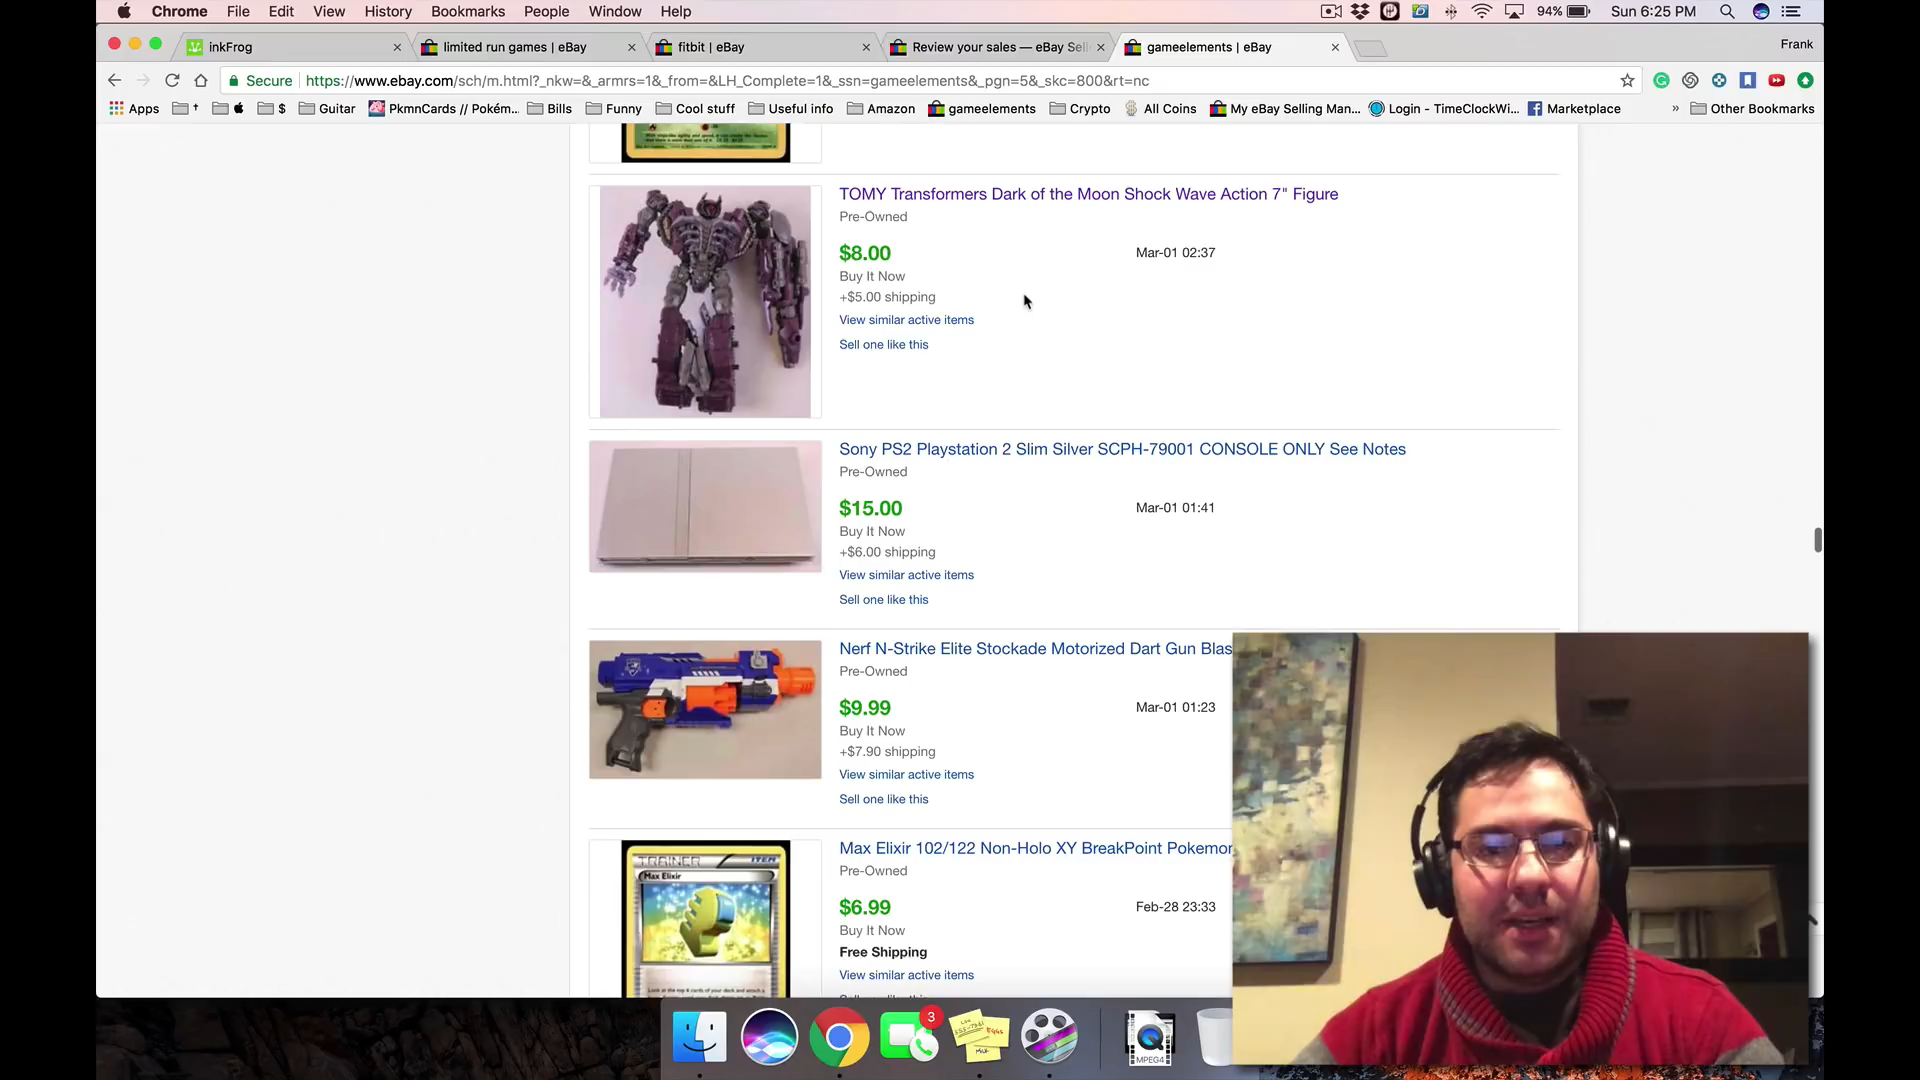 Chrome File Edit View History Bookmarks People Window Help 94% Sun 6:25 PM
inkFrog limited run games | eBay fitbit | eBay Review your sales — eBay Sell gameelements | eBay Frank
Secure https://www.ebay.com/sch/m.html?_nkw=&_armrs=1&_from=&LH_Complete=1&_ssn=gameelements&_pgn=5&_skc=800&rt=nc
Apps † $ Guitar PkmnCards // Pokém... Bills Funny Cool stuff Useful info Amazon gameelements Crypto All Coins My eBay Selling Man... Login - TimeClockWi... Marketplace » Other Bookmarks
TOMY Transformers Dark of the Moon Shock Wave Action 7" Figure
Pre-Owned
$8.00 Mar-01 02:37
Buy It Now
+$5.00 shipping
View similar active items
Sell one like this
Sony PS2 Playstation 2 Slim Silver SCPH-79001 CONSOLE ONLY See Notes
Pre-Owned
$15.00 Mar-01 01:41
Buy It Now
+$6.00 shipping
View similar active items
Sell one like this
Nerf N-Strike Elite Stockade Motorized Dart Gun Blas
Pre-Owned
$9.99 Mar-01 01:23
Buy It Now
+$7.90 shipping
View similar active items
Sell one like this
Max Elixir 102/122 Non-Holo XY BreakPoint Pokemon
Pre-Owned
$6.99 Feb-28 23:33
Buy It Now
Free Shipping
View similar active items
TRAINER ITEM
Max Elixir
3
EGGS
MILK
MPEG4